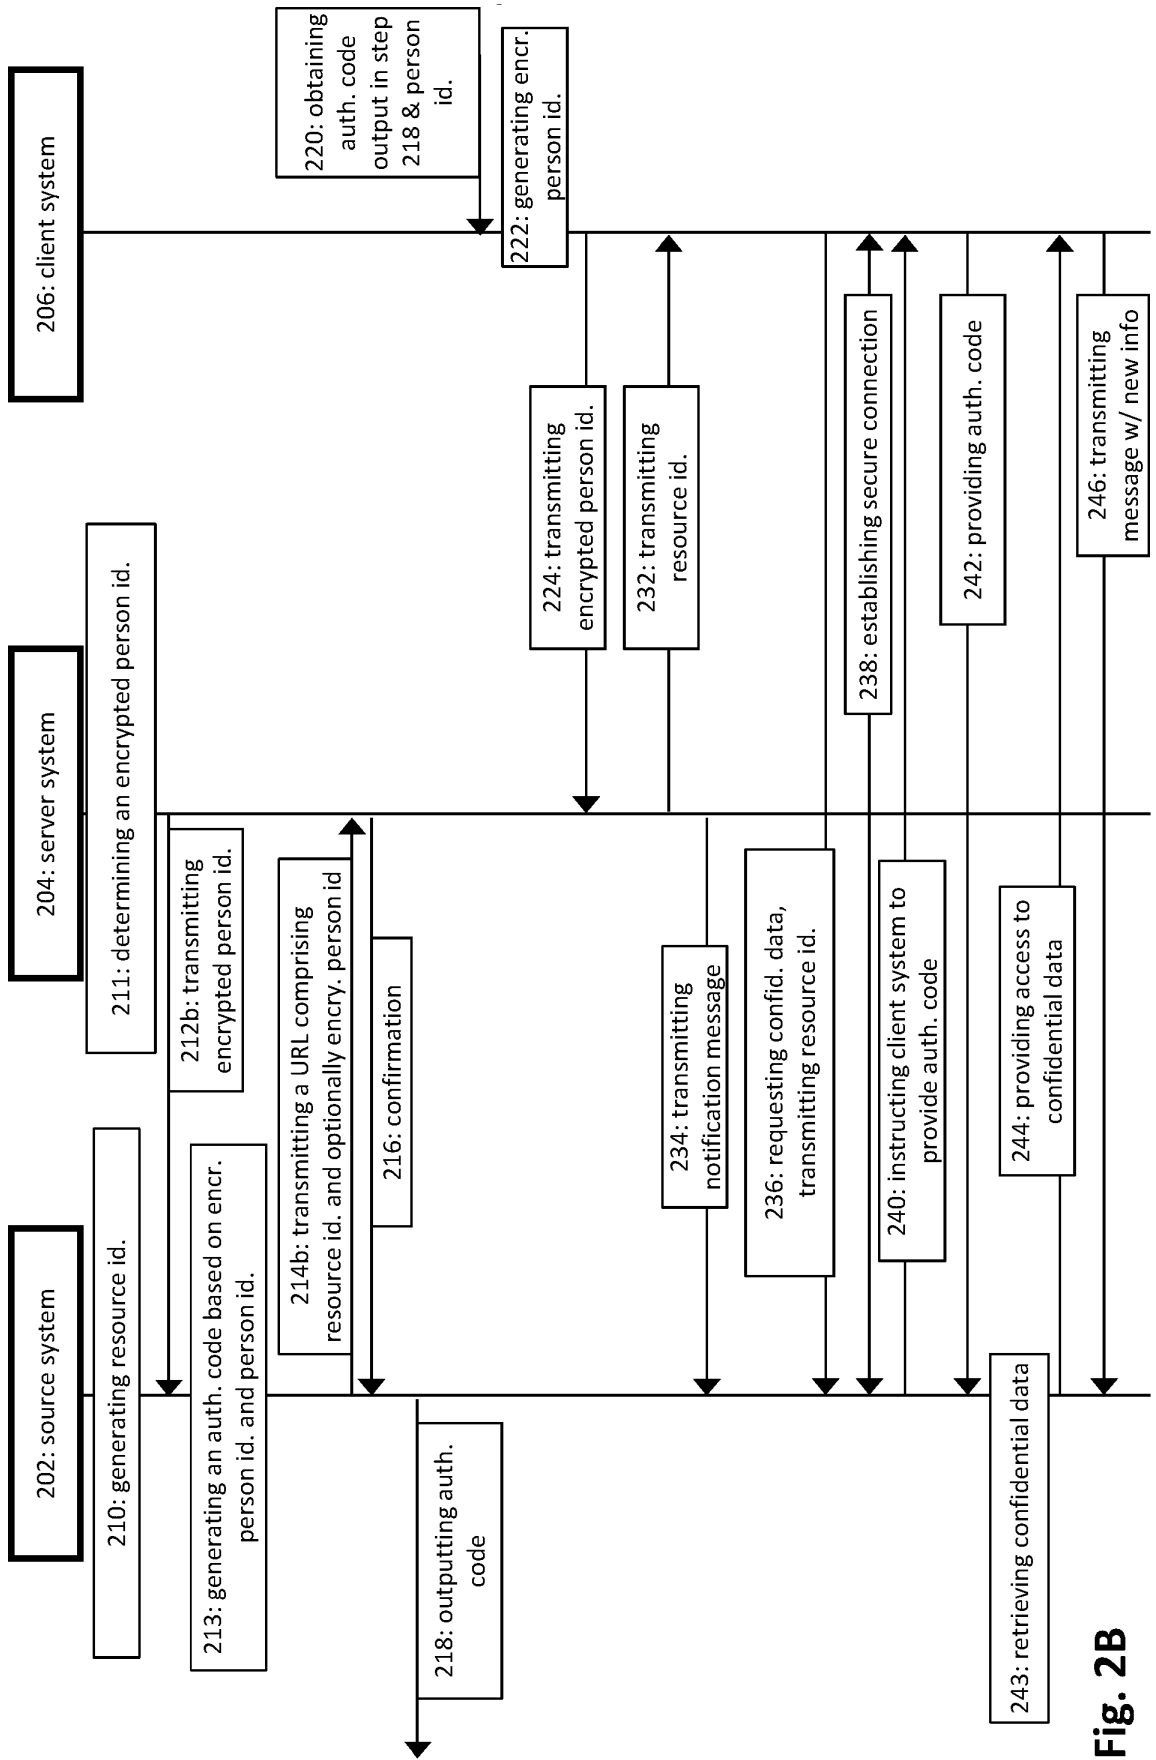 202: source system
204: server system
206: client system
210: generating resource id.
211: determining an encrypted person id.
212b: transmitting
encrypted person id.
213: generating an auth. code based on encr.
person id. and person id.
214b: transmitting a URL comprising
resource id. and optionally encry. person id
216: confirmation
218: outputting auth.
code
220: obtaining
auth. code
output in step
218 & person
id.
222: generating encr.
person id.
224: transmitting
encrypted person id.
232: transmitting
resource id.
234: transmitting
notification message
236: requesting confid. data,
transmitting resource id.
238: establishing secure connection
240: instructing client system to
provide auth. code
242: providing auth. code
243: retrieving confidential data
244: providing access to
confidential data
246: transmitting
message w/ new info
Fig. 2B